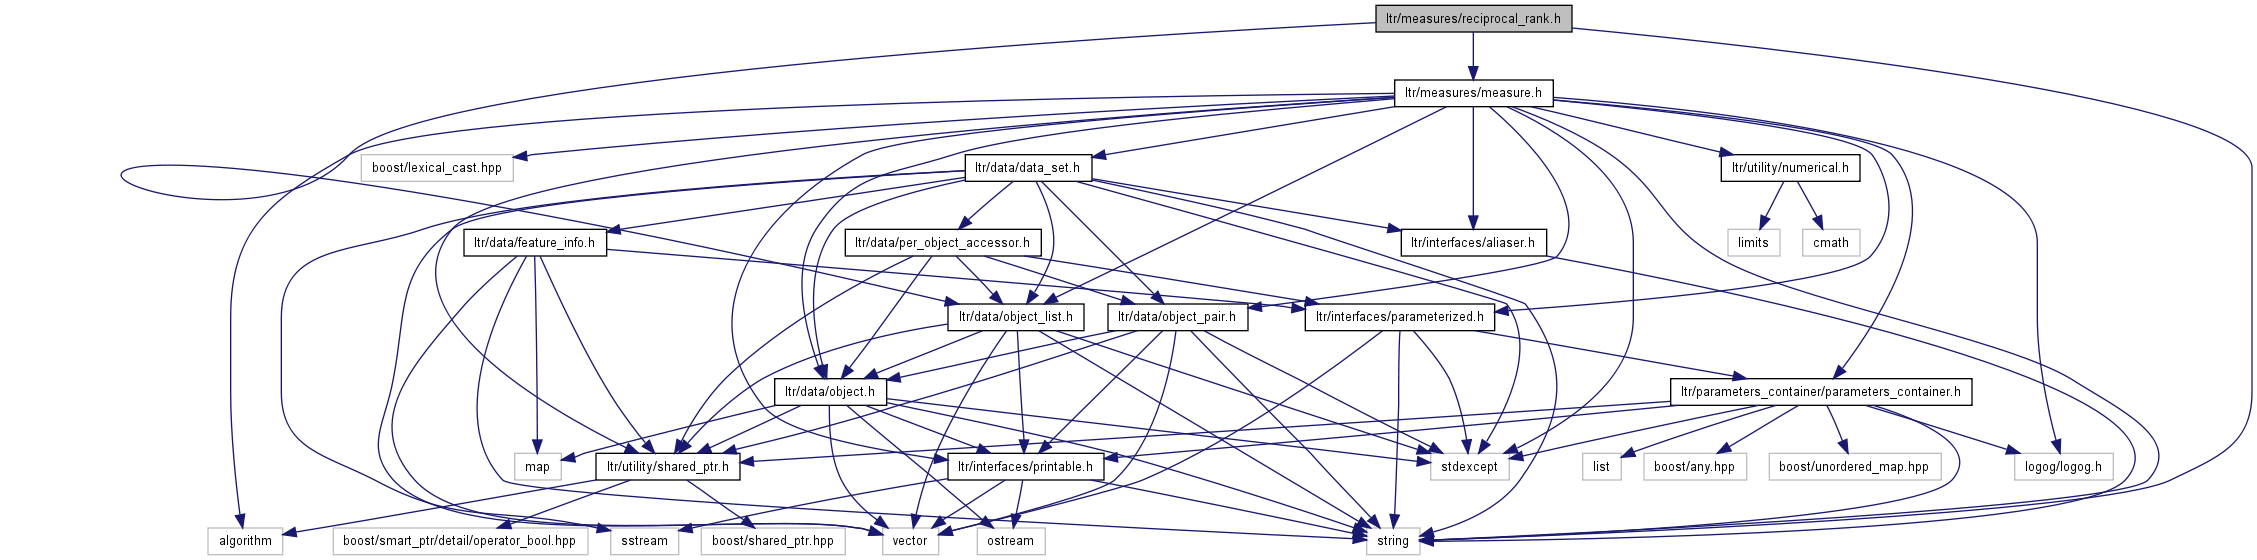 ltr/measures/reciprocal_rank.h
ltr/measures/measure.h
boost/lexical_cast.hpp
ltr/data/data_set.h
ltr/utility/numerical.h
ltr/data/feature_info.h
ltr/data/per_object_accessor.h
ltr/interfaces/aliaser.h
limits
cmath
ltr/data/object_list.h
ltr/data/object_pair.h
ltr/interfaces/parameterized.h
ltr/data/object.h
ltr/parameters_container/parameters_container.h
map
ltr/utility/shared_ptr.h
ltr/interfaces/printable.h
stdexcept
list
boost/any.hpp
boost/unordered_map.hpp
logog/logog.h
algorithm
boost/smart_ptr/detail/operator_bool.hpp
sstream
boost/shared_ptr.hpp
vector
ostream
string